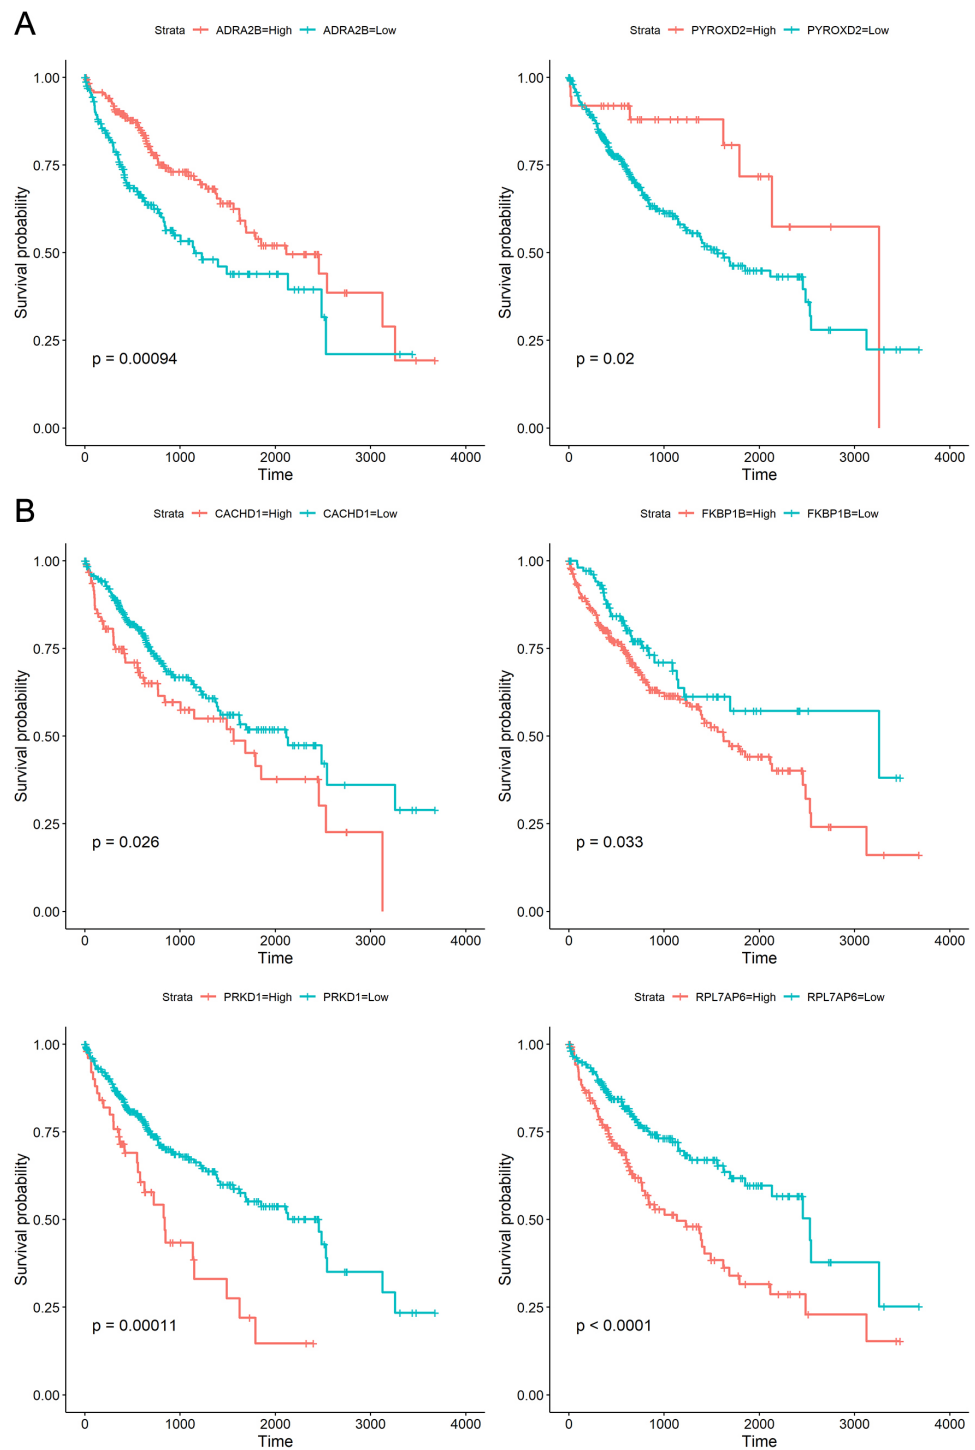 A
Strata ADRA2B=High ADRA2B=Low
Survival probability
1.00
0.75
0.50
0.25
0.00
p = 0.00094
0 1000 2000 3000 4000
Time
Strata PYROXD2=High PYROXD2=Low
Survival probability
1.00
0.75
0.50
0.25
0.00
p = 0.02
0 1000 2000 3000 4000
Time
B
Strata CACHD1=High CACHD1=Low
Survival probability
1.00
0.75
0.50
0.25
0.00
p = 0.026
0 1000 2000 3000 4000
Time
Strata FKBP1B=High FKBP1B=Low
Survival probability
1.00
0.75
0.50
0.25
0.00
p = 0.033
0 1000 2000 3000 4000
Time
Strata PRKD1=High PRKD1=Low
Survival probability
1.00
0.75
0.50
0.25
0.00
p = 0.00011
0 1000 2000 3000 4000
Time
Strata RPL7AP6=High RPL7AP6=Low
Survival probability
1.00
0.75
0.50
0.25
0.00
p < 0.0001
0 1000 2000 3000 4000
Time